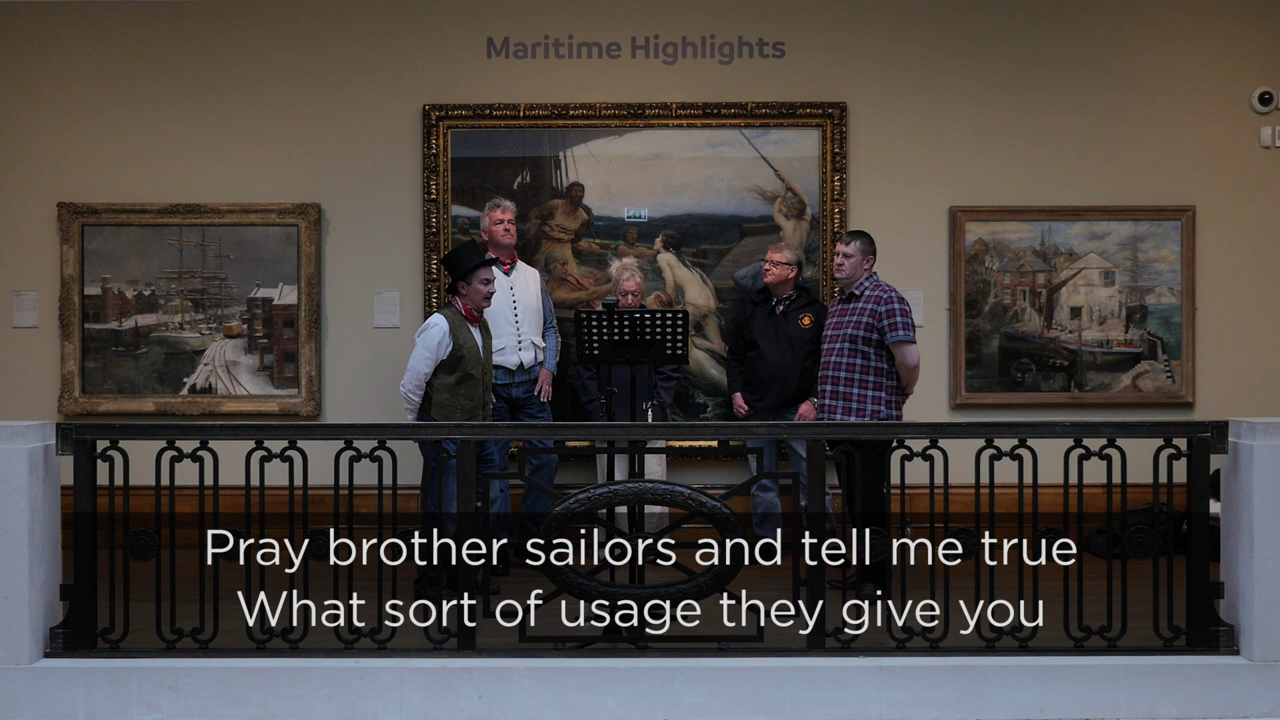 Maritime Highlights
Pray brother sailors and tell me true
What sort of usage they give you